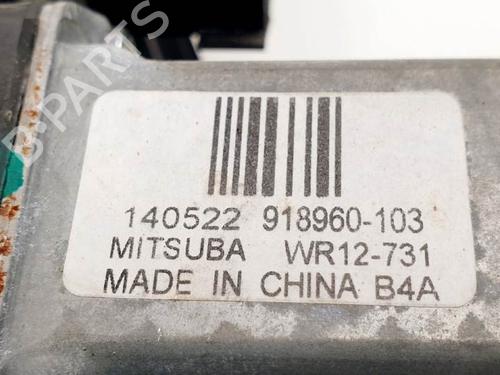 B-Parts
140522 918960-103
MITSUBA WR12-731
MADE IN CHINA B4A